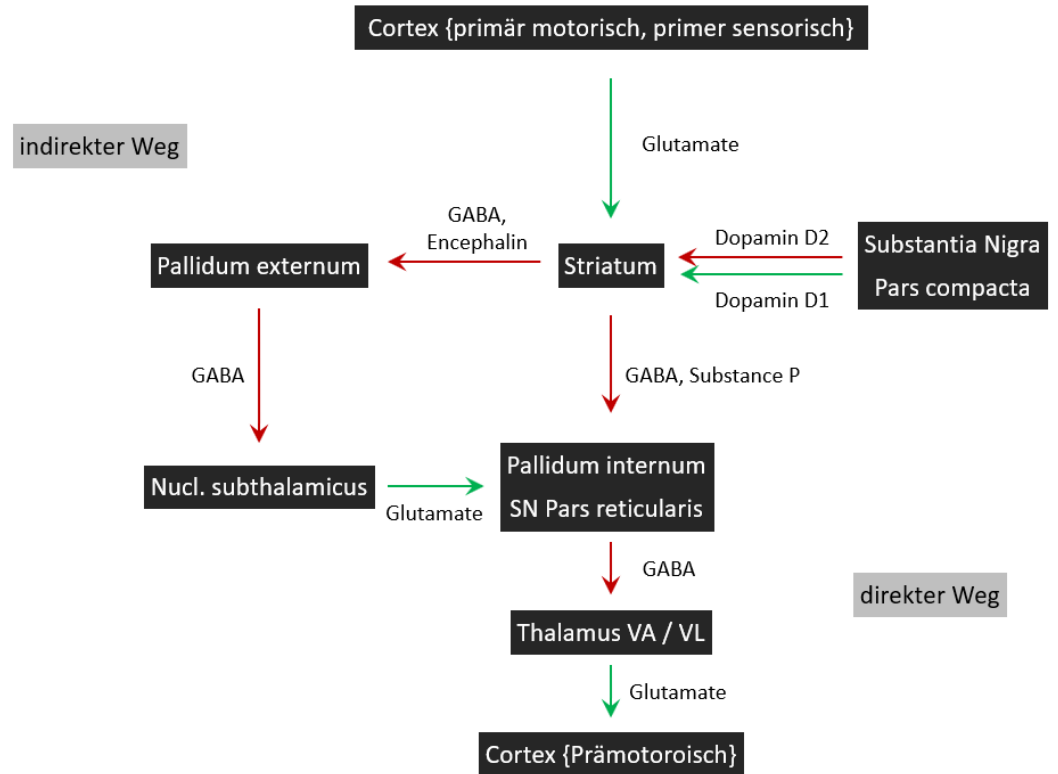 Cortex {primär motorisch, primer sensorisch}
indirekter Weg
Glutamate
GABA,
Encephalin
Dopamin D2
Pallidum externum
Striatum
Substantia Nigra
Pars compacta
Dopamin D1
GABA
GABA, Substance P
Nucl. subthalamicus
Glutamate
Pallidum internum
SN Pars reticularis
GABA
direkter Weg
Thalamus VA / VL
Glutamate
Cortex {Prämotoroisch}